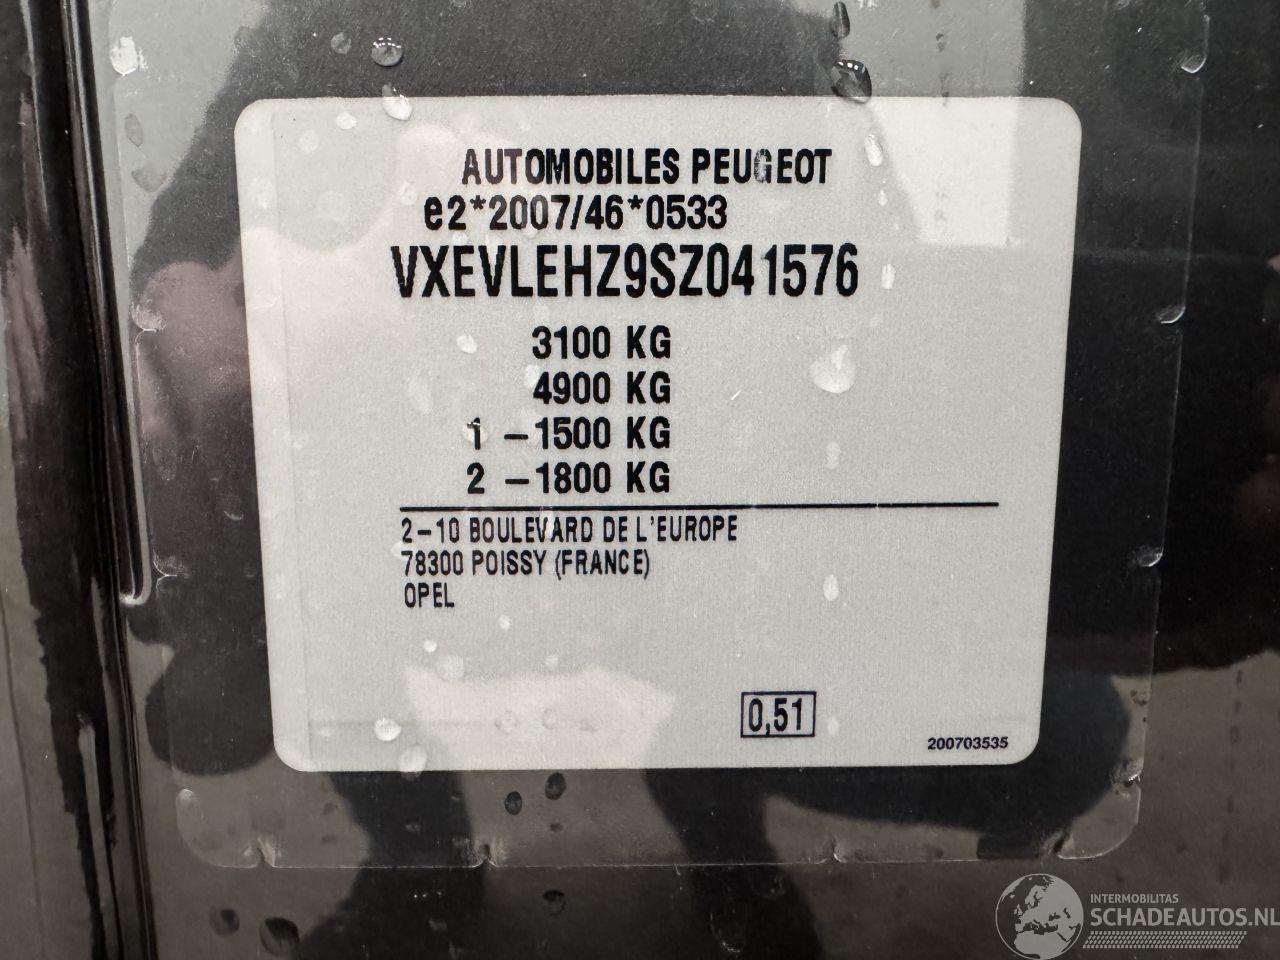 AUTOMOBILES PEUGEOT
e2*2007/46*0533
VXEVLEHZ9SZ041576
3100 KG
4900 KG
1 -1500 KG
2 -1800 KG
2-10 BOULEVARD DE L'EUROPE
78300 POISSY (FRANCE)
OPEL
0,51
200703535
INTERMOBILITAS
SCHADEAUTOS.NL